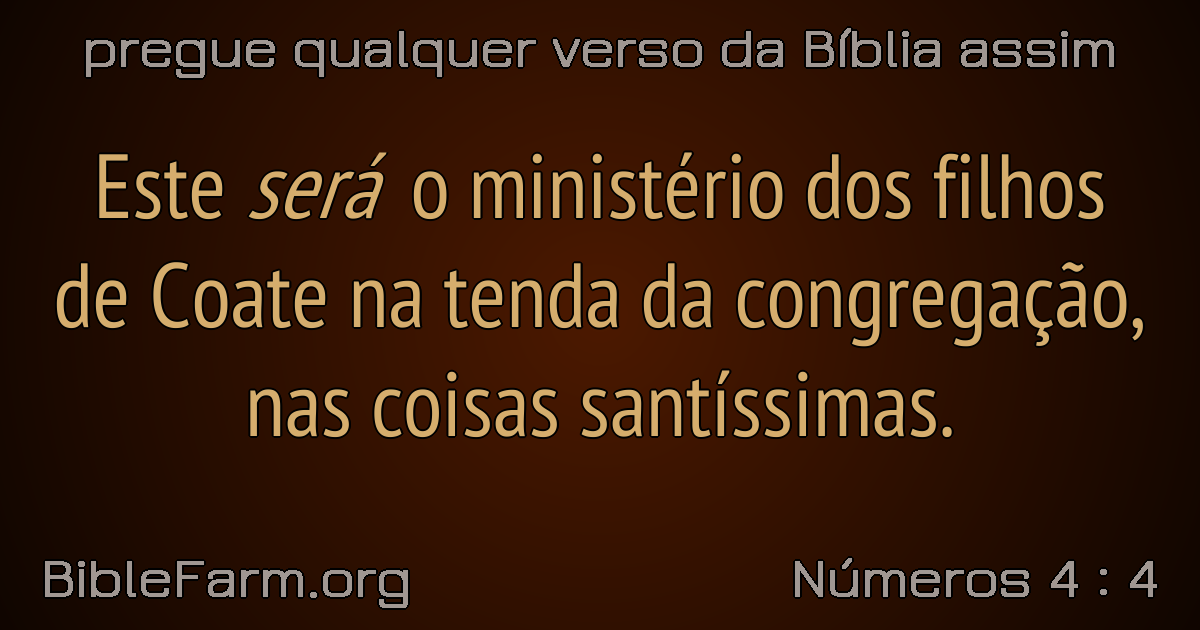 pregue qualquer verso da Bíblia assim
Este será o ministério dos filhos
de Coate na tenda da congregação,
nas coisas santíssimas.
BibleFarm.org
Números 4 : 4